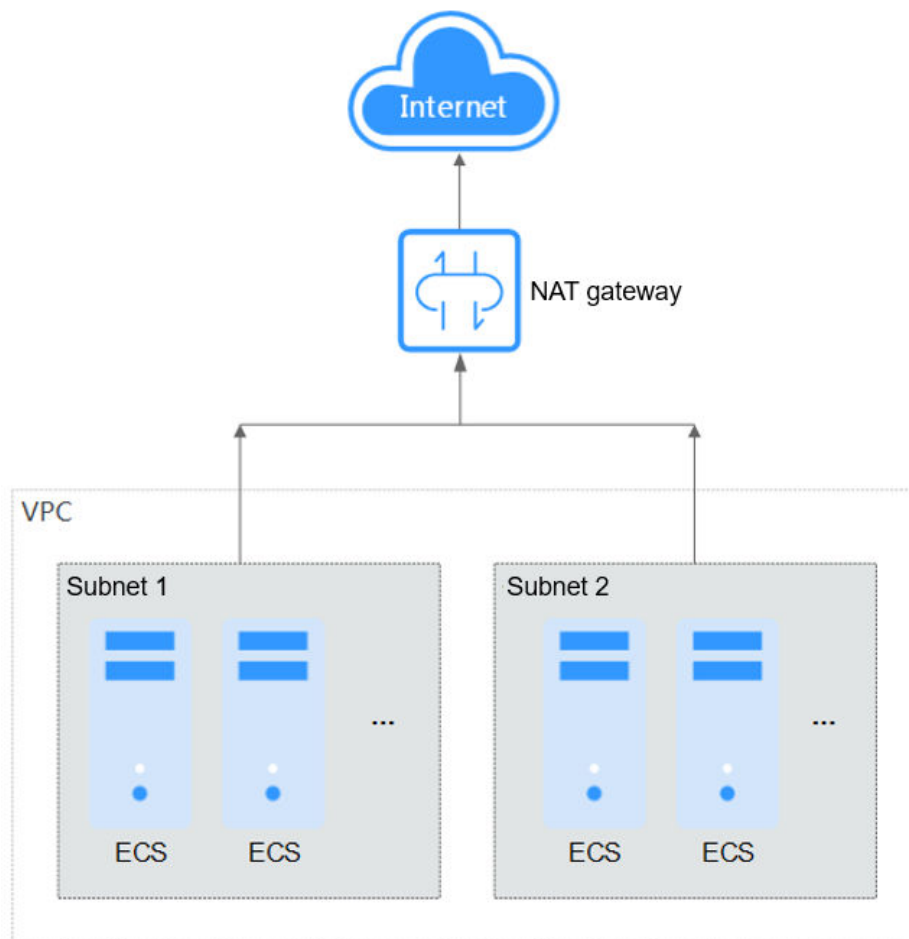 Internet
NAT gateway
VPC
Subnet 1
Subnet 2
...
...
ECS
ECS
ECS
ECS